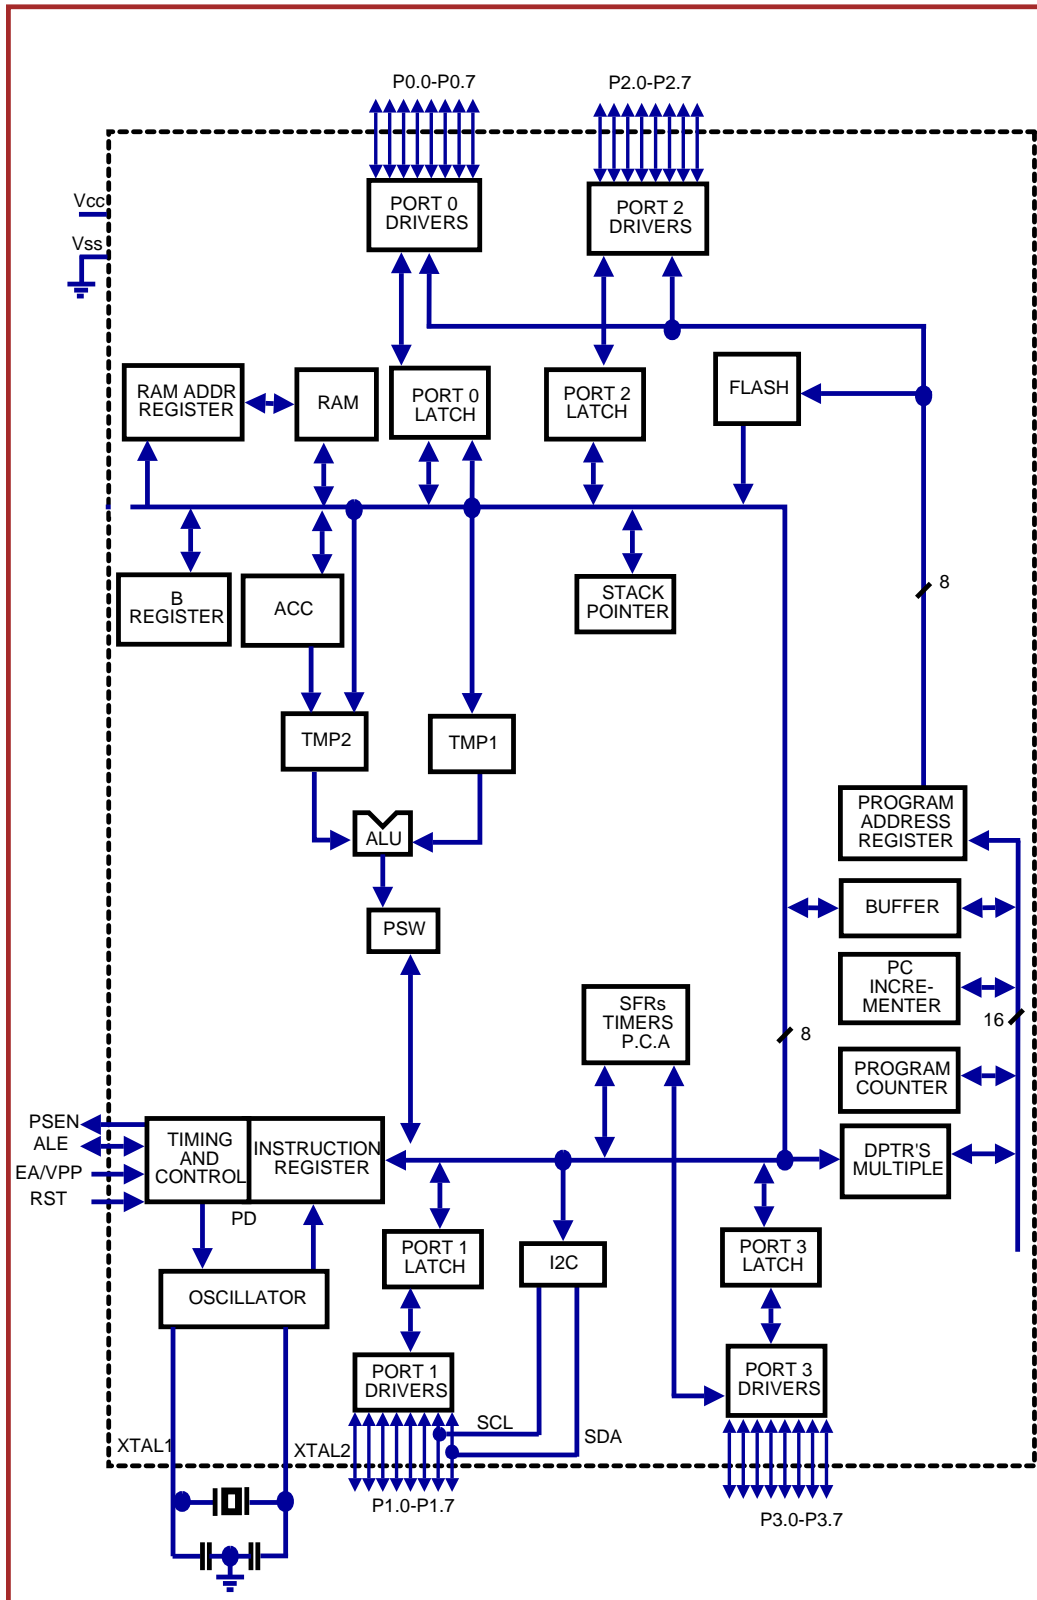 P0.0-P0.7
P2.0-P2.7
Vcc
Vss
PORT 0
DRIVERS
PORT 2
DRIVERS
RAM ADDR
REGISTER
RAM
PORT 0
LATCH
PORT 2
LATCH
FLASH
B
REGISTER
ACC
STACK
POINTER
8
TMP2
TMP1
ALU
PROGRAM
ADDRESS
REGISTER
BUFFER
PSW
PC
INCRE-
MENTER
SFRs
TIMERS
P.C.A
8
16
PROGRAM
COUNTER
PSEN
ALE
EA/VPP
RST
TIMING
AND
CONTROL
INSTRUCTION
REGISTER
DPTR'S
MULTIPLE
PD
PORT 1
LATCH
I2C
PORT 3
LATCH
OSCILLATOR
PORT 1
DRIVERS
PORT 3
DRIVERS
SCL
SDA
XTAL1
XTAL2
P1.0-P1.7
P3.0-P3.7